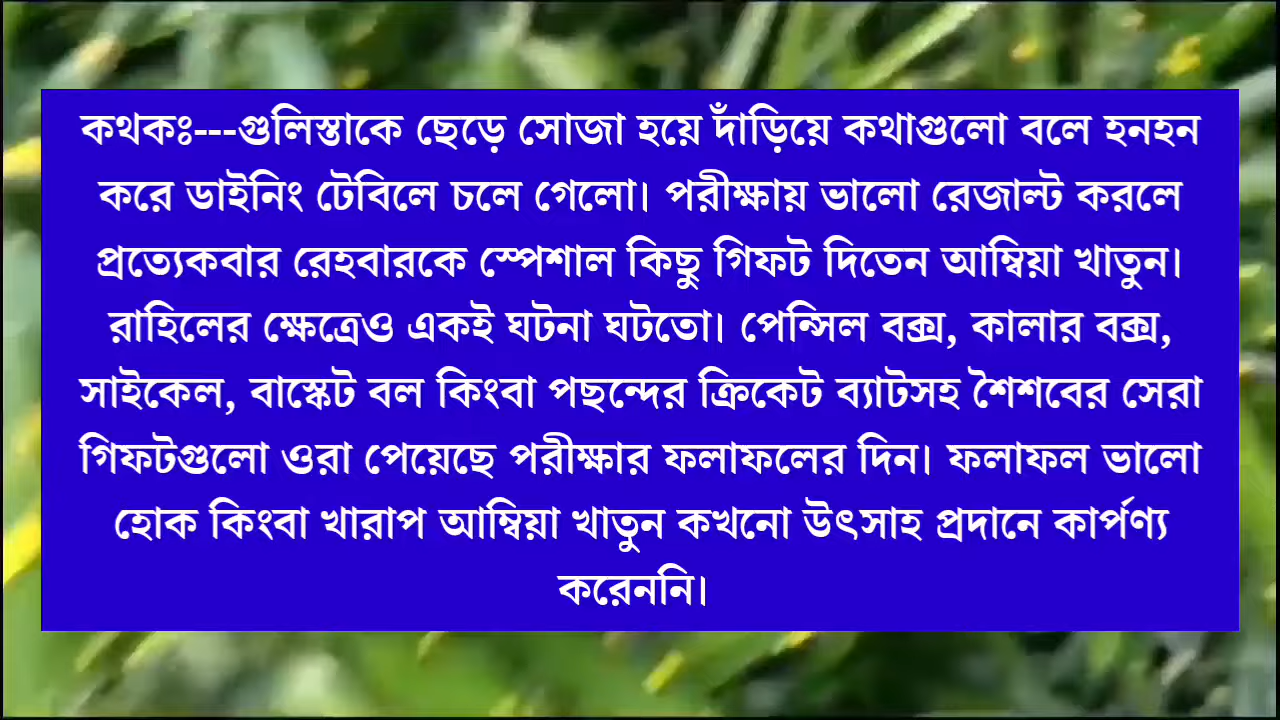 কথকঃ---গুলিস্তাকে ছেড়ে সোজা হয়ে দাঁড়িয়ে কথাগুলো বলে হনহন
করে ডাইনিং টেবিলে চলে গেলো। পরীক্ষায় ভালো রেজাল্ট করলে
প্রত্যেকবার রেহবারকে স্পেশাল কিছু গিফট দিতেন আম্বিয়া খাতুন।
রাহিলের ক্ষেত্রেও একই ঘটনা ঘটতো। পেন্সিল বক্স, কালার বক্স,
সাইকেল, বাস্কেট বল কিংবা পছন্দের ক্রিকেট ব্যাটসহ শৈশবের সেরা
গিফটগুলো ওরা পেয়েছে পরীক্ষার ফলাফলের দিন। ফলাফল ভালো
হোক কিংবা খারাপ আম্বিয়া খাতুন কখনো উৎসাহ প্রদানে কার্পণ্য
করেননি।